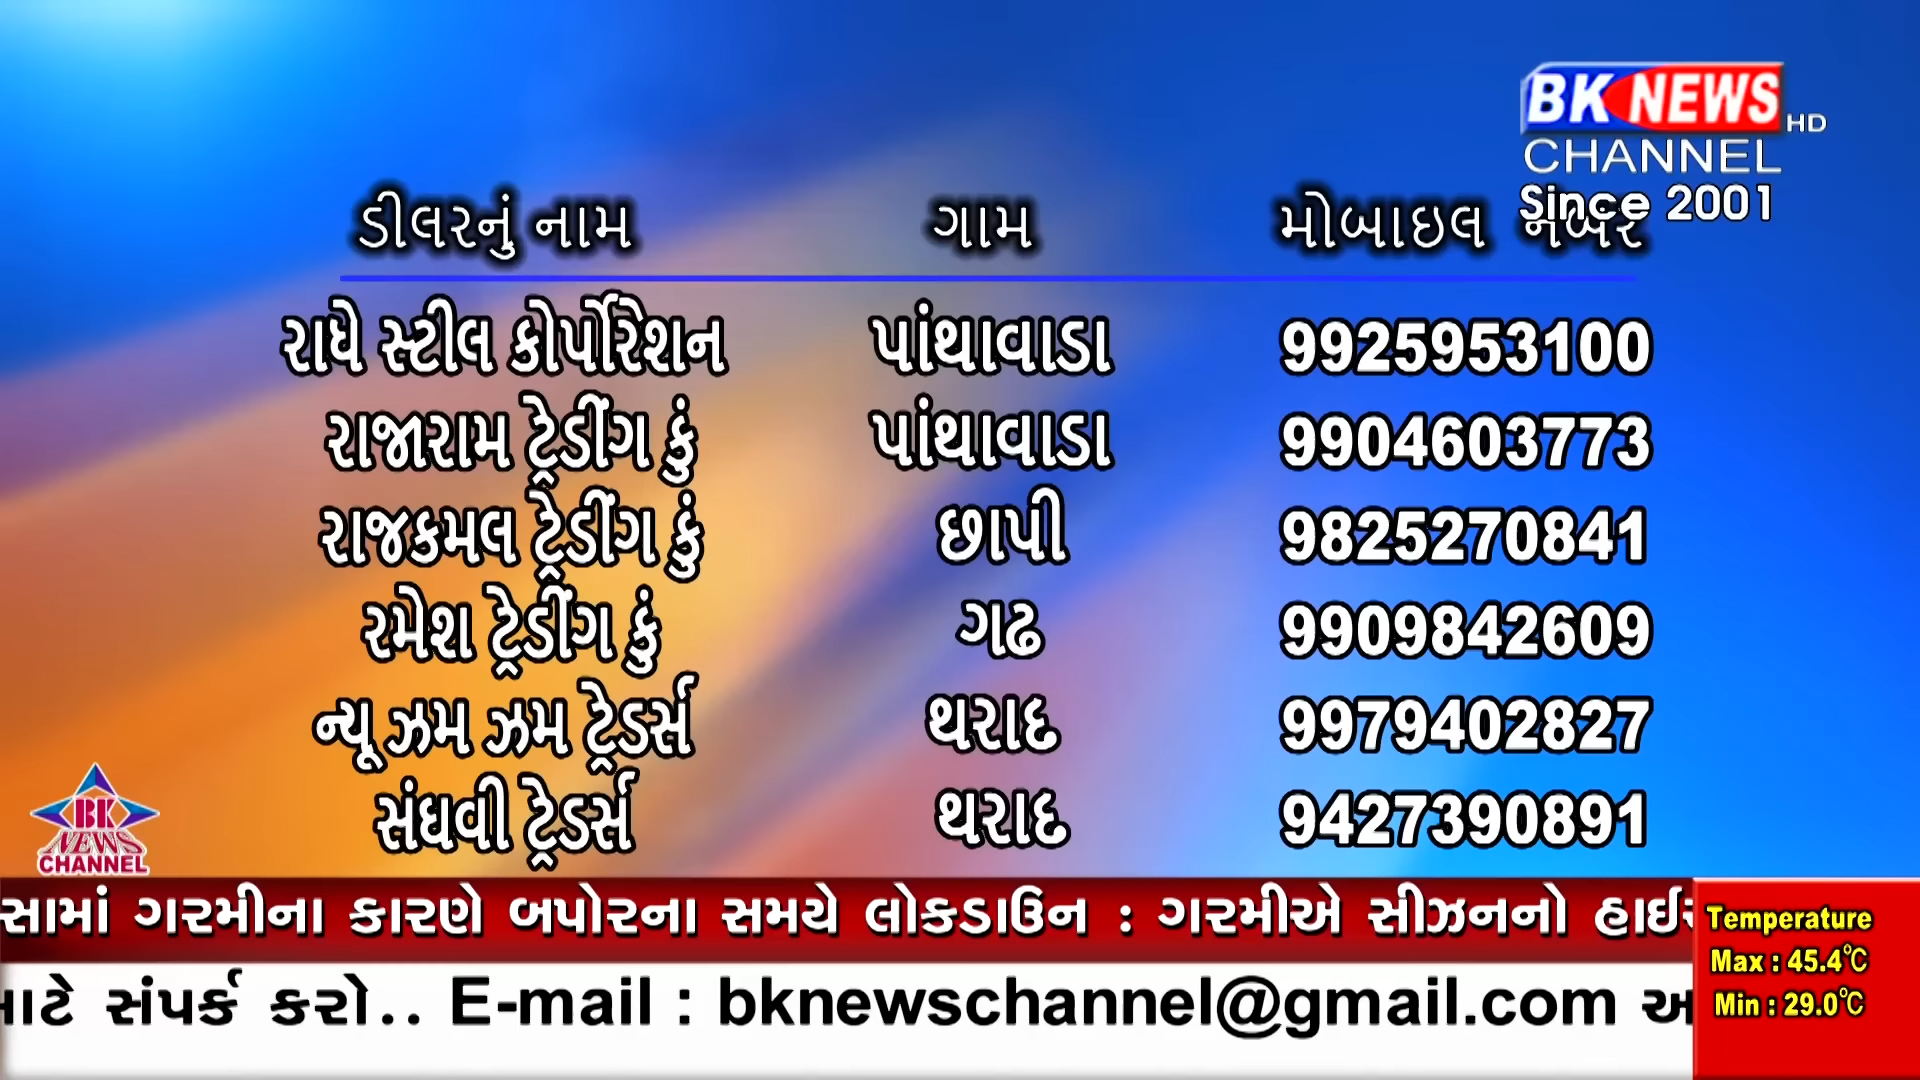 BK NEWS HD
CHANNEL
Since 2001
ડીલરનું નામ ગામ મોબાઇલ નમ્બર
રાધે સ્ટીલ કોર્પોરેશન પાંથાવાડા 9925953100
રાજારામ ટ્રેડીંગ કું પાંથાવાડા 9904603773
રાજકમલ ટ્રેડીંગ કું છાપી 9825270841
રમેશ ટ્રેડીંગ કું ગઢ 9909842609
ન્યૂ ઝમ ઝમ ટ્રેડર્સ થરાદ 9979402827
સંઘવી ટ્રેડર્સ થરાદ 9427390891
BK
NEWS
CHANNEL
સામાં ગરમીના કારણે બપોરના સમયે લોકડાઉન : ગરમીએ સીઝનનો હાઈ
Temperature
Max : 45.4℃
Min : 29.0℃
માટે સંપર્ક કરો.. E-mail : bknewschannel@gmail.com અ